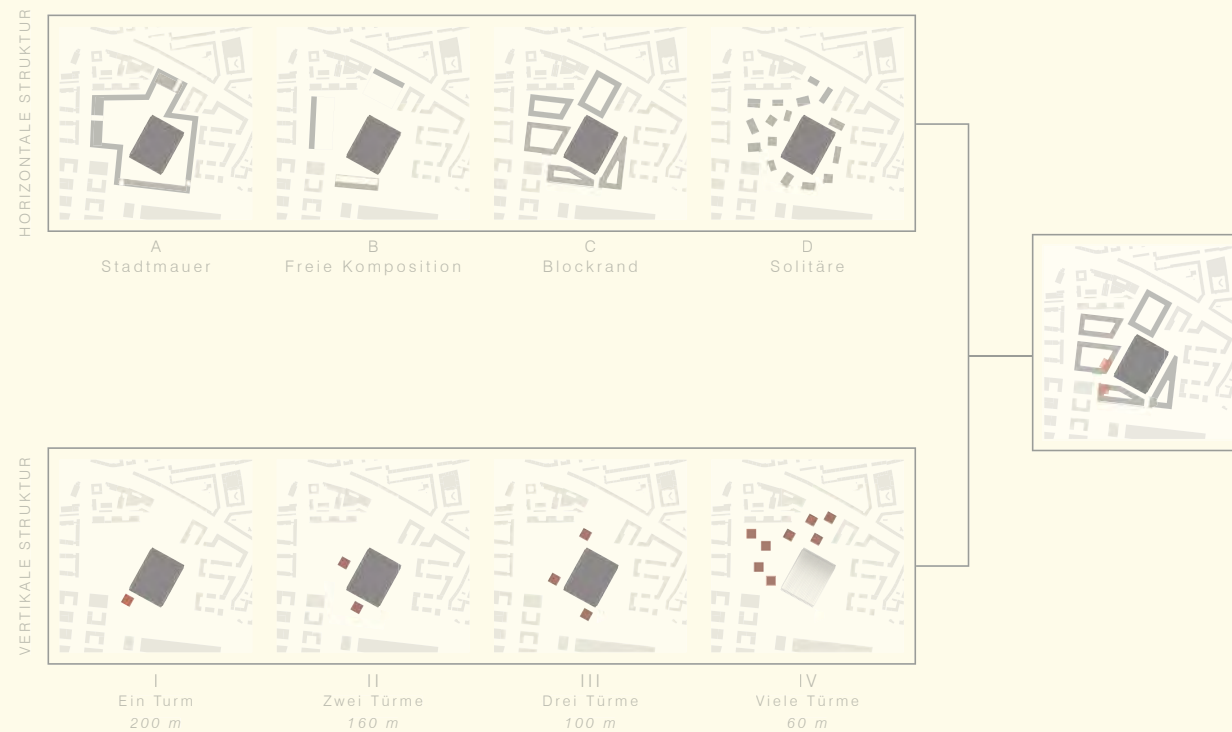 HORIZONTALE STRUKTUR
A
Stadtmauer
B
Freie Komposition
C
Blockrand
D
Solitäre
VERTIKALE STRUKTUR
I
Ein Turm
200 m
II
Zwei Türme
160 m
III
Drei Türme
100 m
IV
Viele Türme
60 m